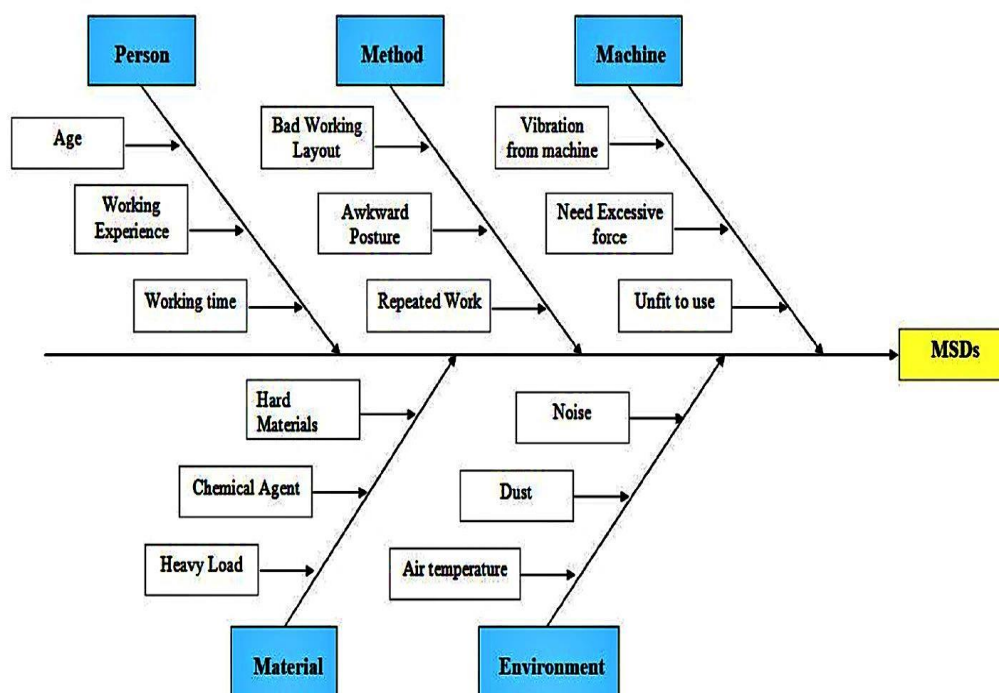 Person
Method
Machine
Age
Bad Working
Layout
Vibration
from machine
Working
Experience
Awkward
Posture
Need Excessive
force
Working time
Repeated Work
Unfit to use
MSDs
Hard
Materials
Noise
Chemical Agent
Dust
Heavy Load
Air temperature
Material
Environment